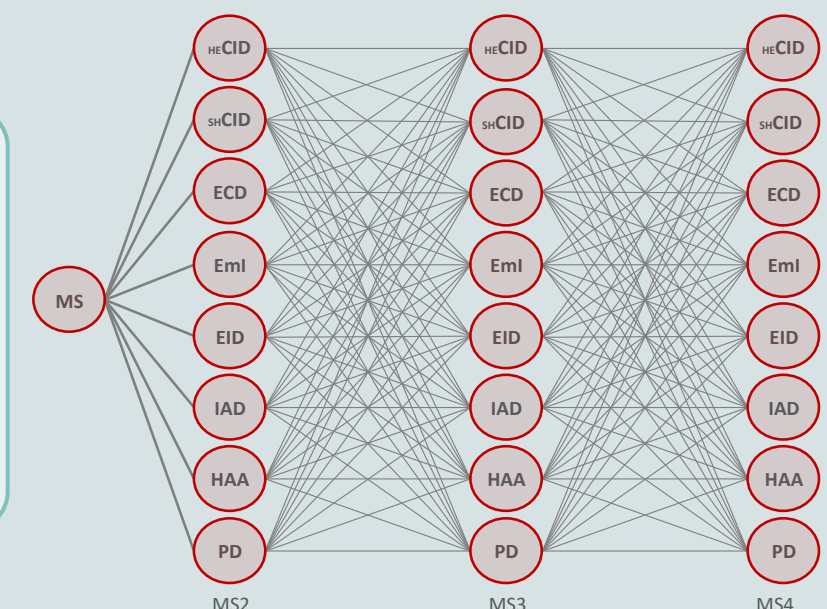 HECID HECID HECID
SHCID SHCID SHCID
ECD ECD ECD
EmI EmI EmI
MS
EID EID EID
IAD IAD IAD
HAA HAA HAA
PD PD PD
MS2 MS3 MS4